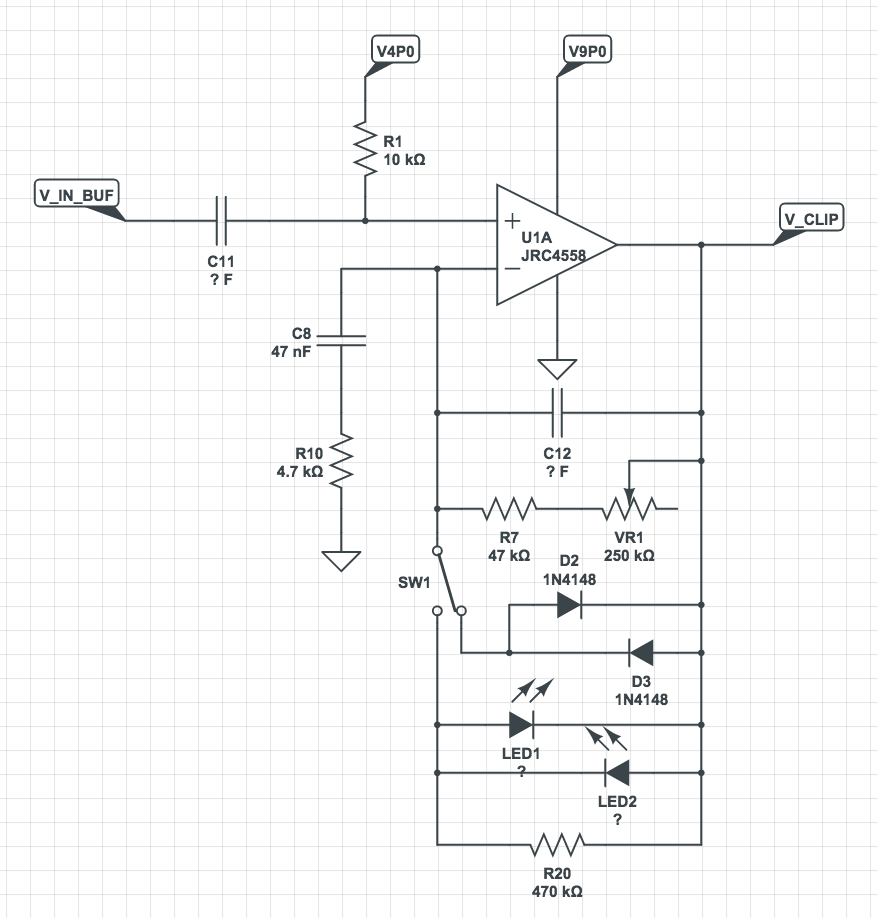 V4P0
V9P0
R1
10 kΩ
V_IN_BUF
V_CLIP
+
U1A
JRC4558
−
C11
? F
C8
47 nF
C12
? F
R10
4.7 kΩ
R7
47 kΩ
VR1
250 kΩ
D2
1N4148
SW1
D3
1N4148
LED1
?
LED2
?
R20
470 kΩ